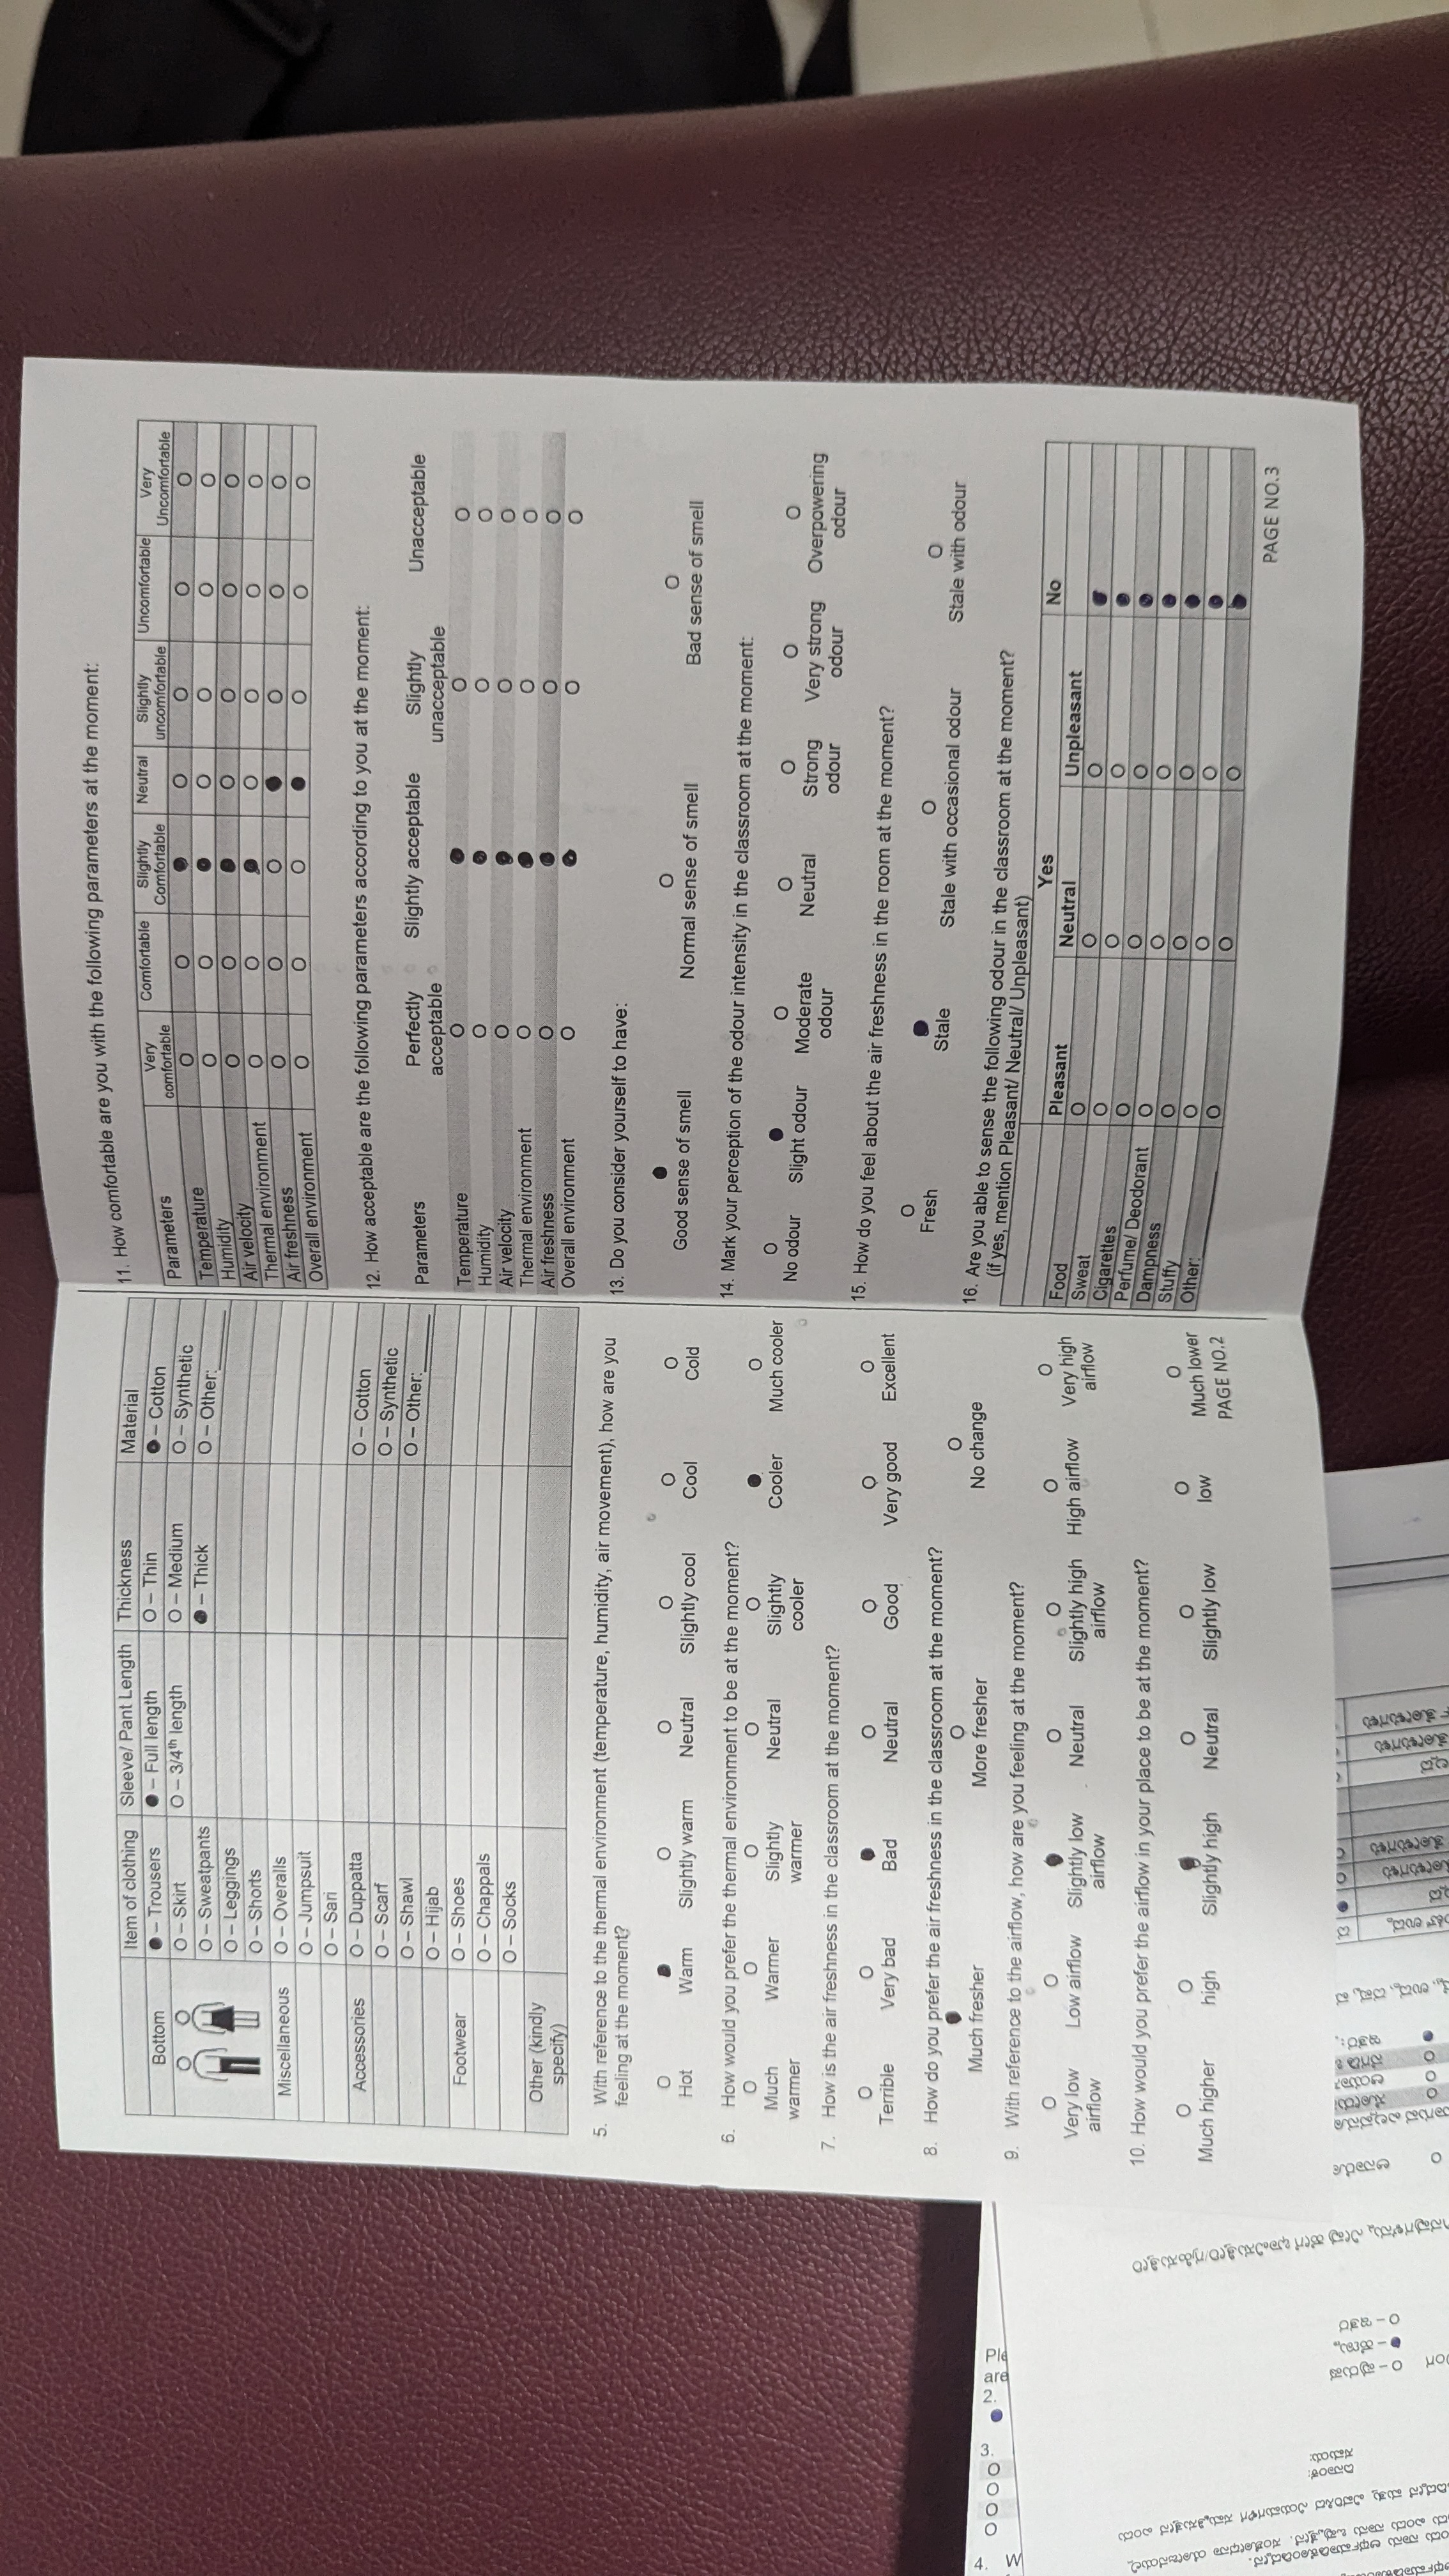 Item of clothing Sleeve/ Pant Length Thickness Material
Bottom ● – Trousers ● – Full length O – Thin ● – Cotton
O – Skirt O – 3/4th length O – Medium O – Synthetic
O – Sweatpants ● – Thick O – Other:______
O – Leggings
O – Shorts
Miscellaneous O – Overalls
O – Jumpsuit
O – Sari
Accessories O – Duppatta O – Cotton
O – Scarf O – Synthetic
O – Shawl O – Other:______
O – Hijab
Footwear O – Shoes
O – Chappals
O – Socks
Other (kindly
specify)
5. With reference to the thermal environment (temperature, humidity, air movement), how are you
feeling at the moment?
O ● O O O O O
Hot Warm Slightly warm Neutral Slightly cool Cool Cold
6. How would you prefer the thermal environment to be at the moment?
O O O O O ● O
Much Warmer Slightly Neutral Slightly Cooler Much cooler
warmer warmer cooler
7. How is the air freshness in the classroom at the moment?
O O ● O O O O
Terrible Very bad Bad Neutral Good Very good Excellent
8. How do you prefer the air freshness in the classroom at the moment?
● O O
Much fresher More fresher No change
9. With reference to the airflow, how are you feeling at the moment?
O O ● O O O O
Very low Low airflow Slightly low Neutral Slightly high High airflow Very high
airflow airflow airflow airflow
10. How would you prefer the airflow in your place to be at the moment?
O O ● O O O O
Much higher high Slightly high Neutral Slightly low low Much lower
PAGE NO.2
11. How comfortable are you with the following parameters at the moment:
Parameters Very comfortable Comfortable Slightly Comfortable Neutral Slightly uncomfortable Uncomfortable Very Uncomfortable
Temperature O O ● O O O O
Humidity O O ● O O O O
Air velocity O O ● O O O O
Thermal environment O O ● O O O O
Air freshness O O O ● O O O
Overall environment O O O ● O O O
12. How acceptable are the following parameters according to you at the moment:
Parameters Perfectly acceptable Slightly acceptable Slightly unacceptable Unacceptable
Temperature O ● O O
Humidity O ● O O
Air velocity O ● O O
Thermal environment O ● O O
Air freshness O ● O O
Overall environment O ● O O
13. Do you consider yourself to have:
● O O
Good sense of smell Normal sense of smell Bad sense of smell
14. Mark your perception of the odour intensity in the classroom at the moment:
O ● O O O O O
No odour Slight odour Moderate Neutral Strong Very strong Overpowering
odour odour odour odour
15. How do you feel about the air freshness in the room at the moment?
O ● O O
Fresh Stale Stale with occasional odour Stale with odour
16. Are you able to sense the following odour in the classroom at the moment?
(if yes, mention Pleasant/ Neutral/ Unpleasant)
Yes No
Pleasant Neutral Unpleasant
Food O O O ●
Sweat O O O ●
Cigarettes O O O ●
Perfume/ Deodorant O O O ●
Dampness O O O ●
Stuffy O O O ●
Other:______ O O O ●
PAGE NO.3
Ple
are
2.
●
3.
O
O
O
O
4. W